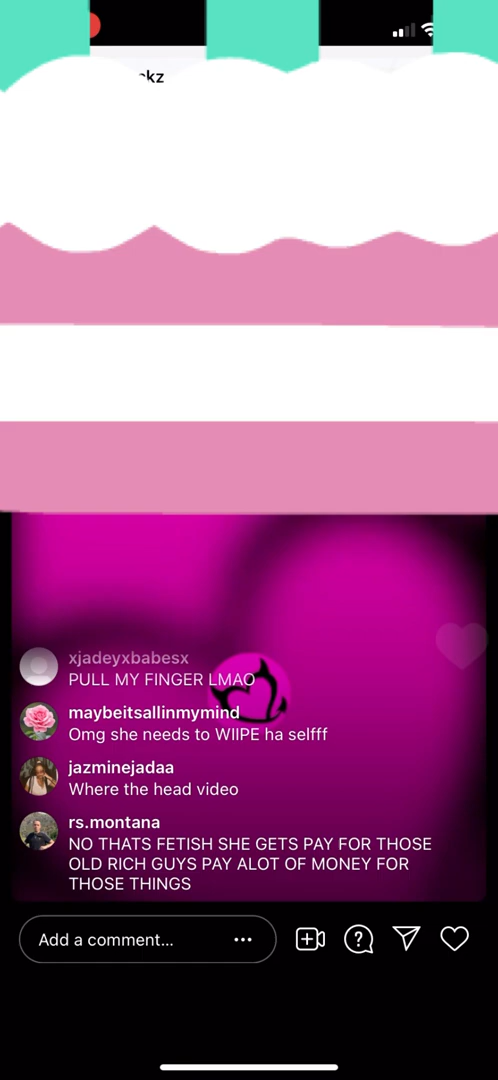 kz
xjadeyxbabesx
PULL MY FINGER LMAO
maybeitsallinmymind
Omg she needs to WIIPE ha selfff
jazminejadaa
Where the head video
rs.montana
NO THATS FETISH SHE GETS PAY FOR THOSE
OLD RICH GUYS PAY ALOT OF MONEY FOR
THOSE THINGS
Add a comment...